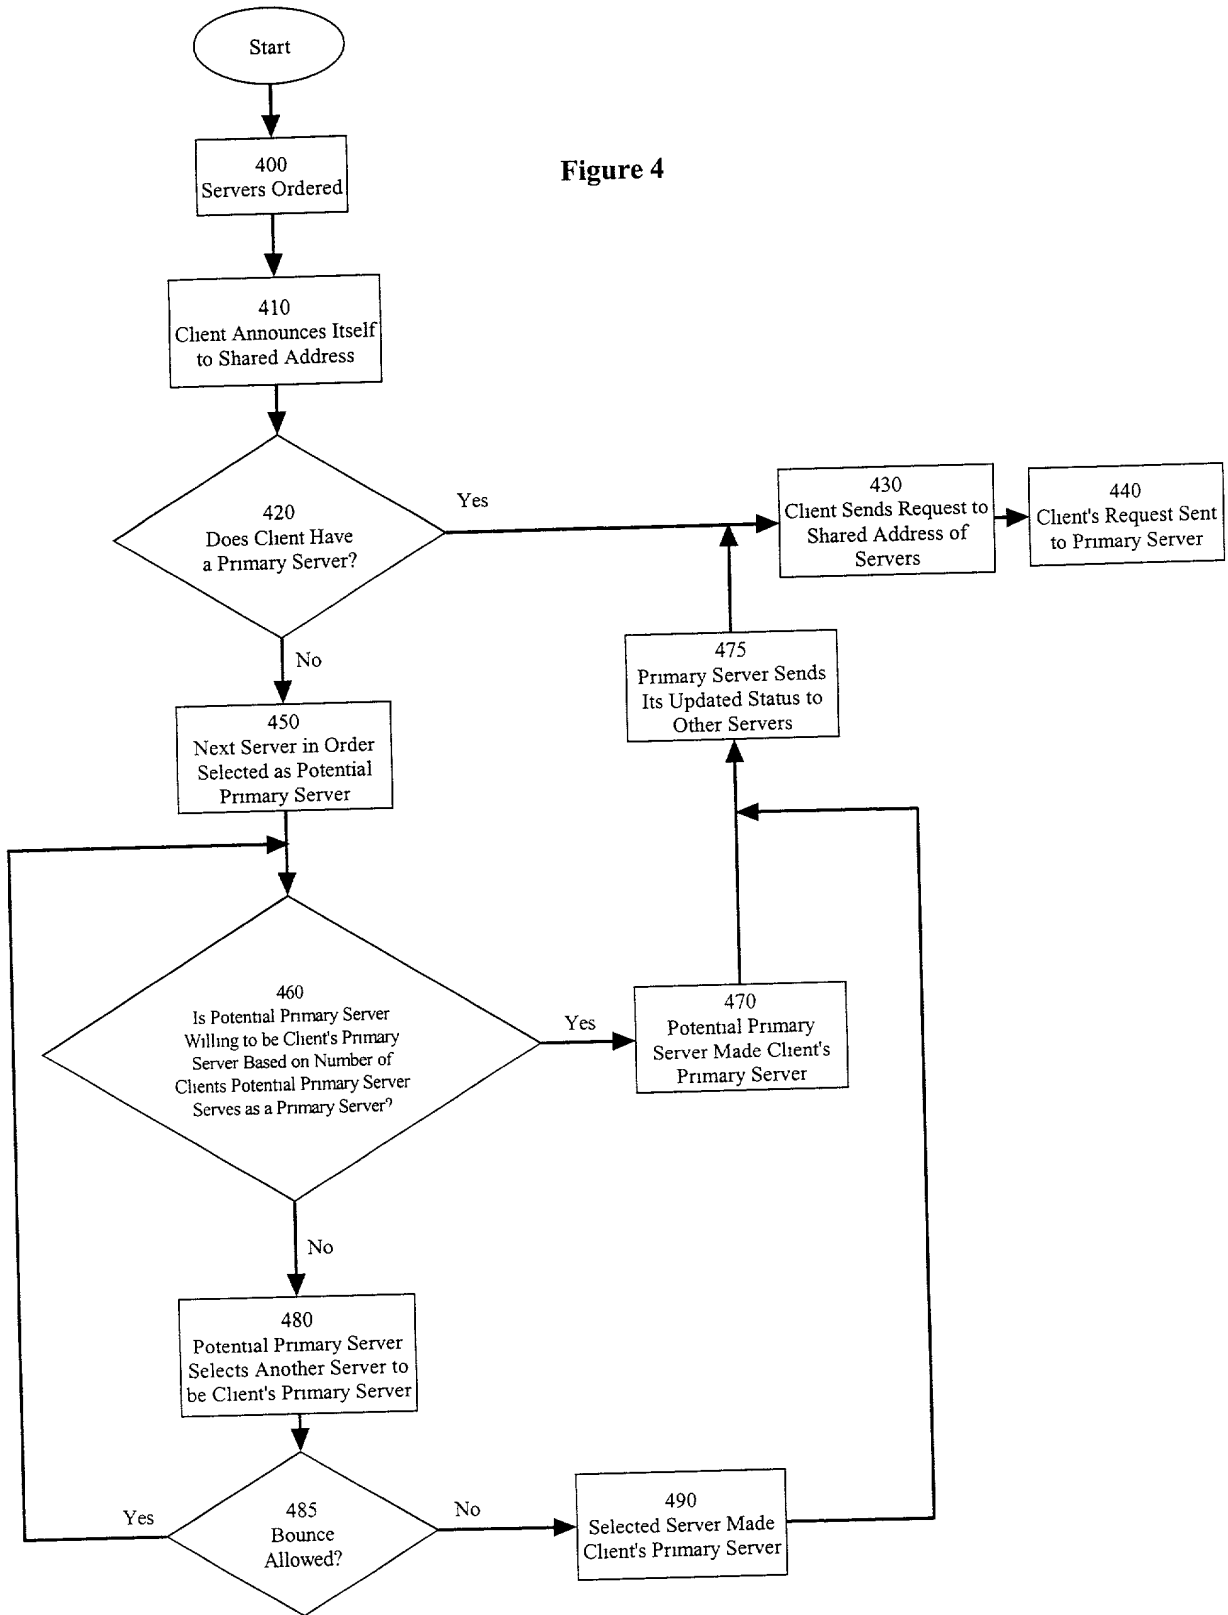 Start
400
Servers Ordered
Figure 4
410
Client Announces Itself
to Shared Address
420
Does Client Have
a Primary Server?
Yes
430
Client Sends Request to
Shared Address of
Servers
440
Client's Request Sent
to Primary Server
No
475
Primary Server Sends
Its Updated Status to
Other Servers
450
Next Server in Order
Selected as Potential
Primary Server
460
Is Potential Primary Server
Willing to be Client's Primary
Server Based on Number of
Clients Potential Primary Server
Serves as a Primary Server?
Yes
470
Potential Primary
Server Made Client's
Primary Server
No
480
Potential Primary Server
Selects Another Server to
be Client's Primary Server
Yes
485
Bounce
Allowed?
No
490
Selected Server Made
Client's Primary Server